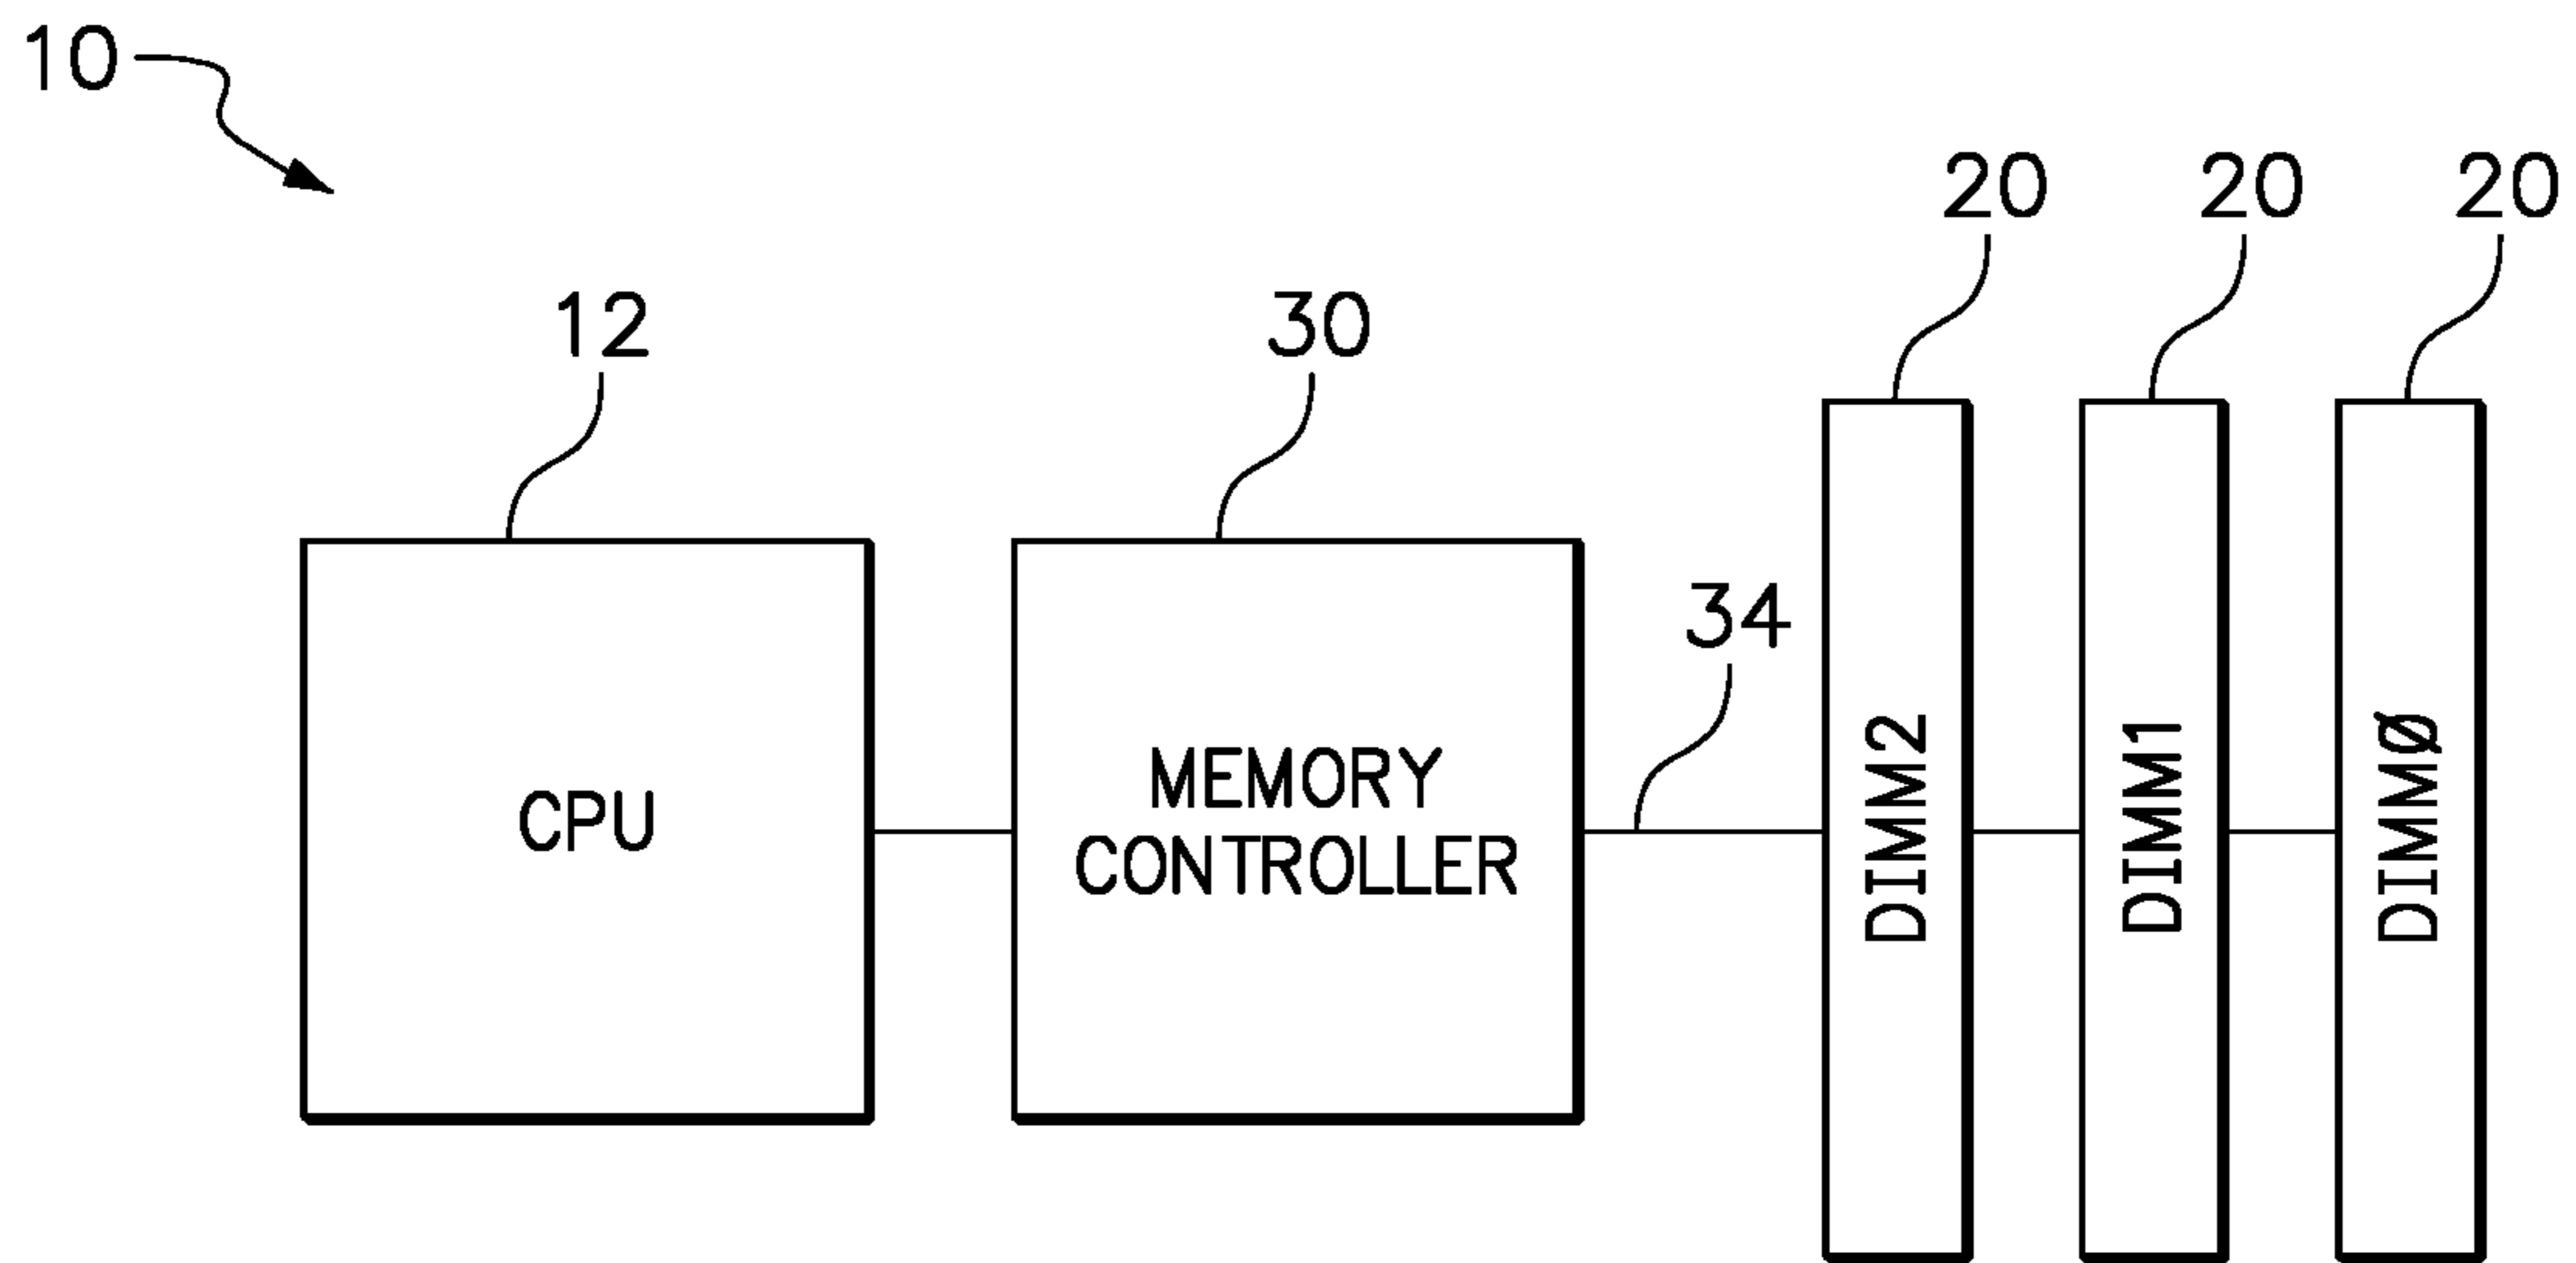 10
20 20 20
12 30
34
CPU
MEMORY
CONTROLLER
DIMM2
DIMM1
DIMMØ